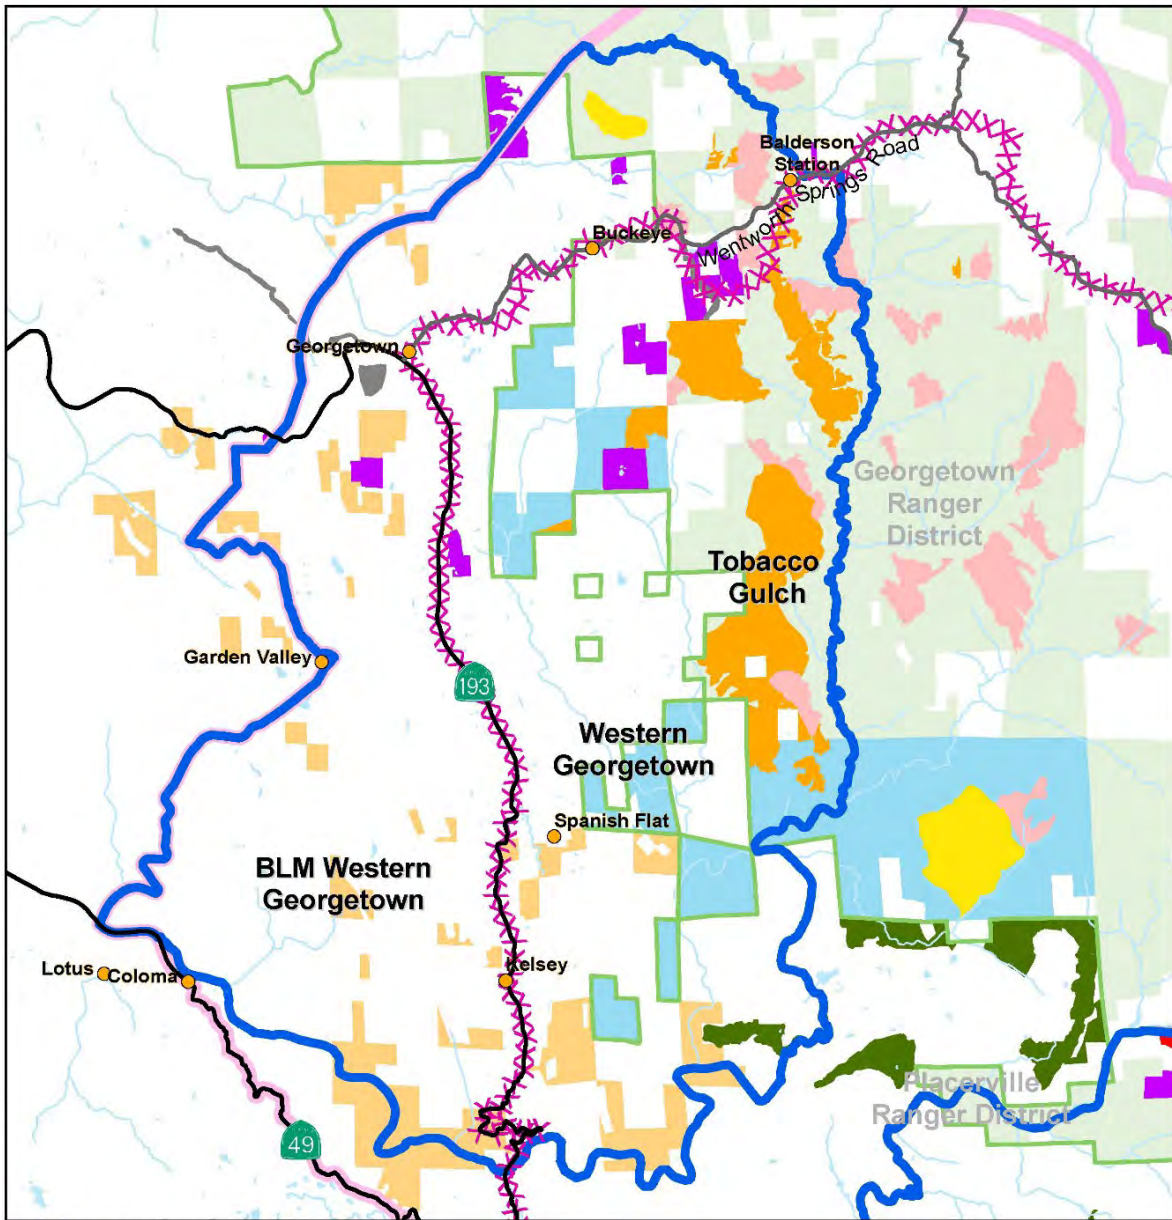 Balderson
Station
Wentworth Springs Road
Buckeye
Georgetown
Georgetown
Ranger
District
Tobacco
Gulch
Garden Valley
193
Western
Georgetown
Spanish Flat
BLM Western
Georgetown
Lotus
Coloma
Kelsey
Placerville
Ranger District
49